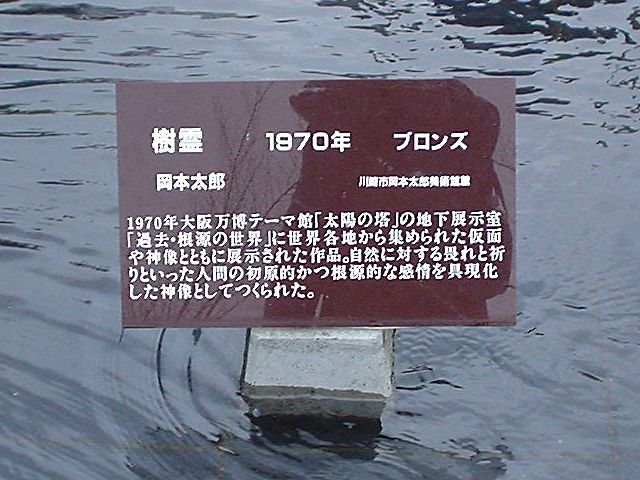 樹霊 1970年 ブロンズ
岡本太郎 川崎市岡本太郎美術館蔵
1970年大阪万博テーマ館「太陽の塔」の地下展示室
「過去・根源の世界」に世界各地から集められた仮面
や神像とともに展示された作品。自然に対する畏れと祈
りといった人間の初原的かつ根源的な感情を具現化
した神像としてつくられた。